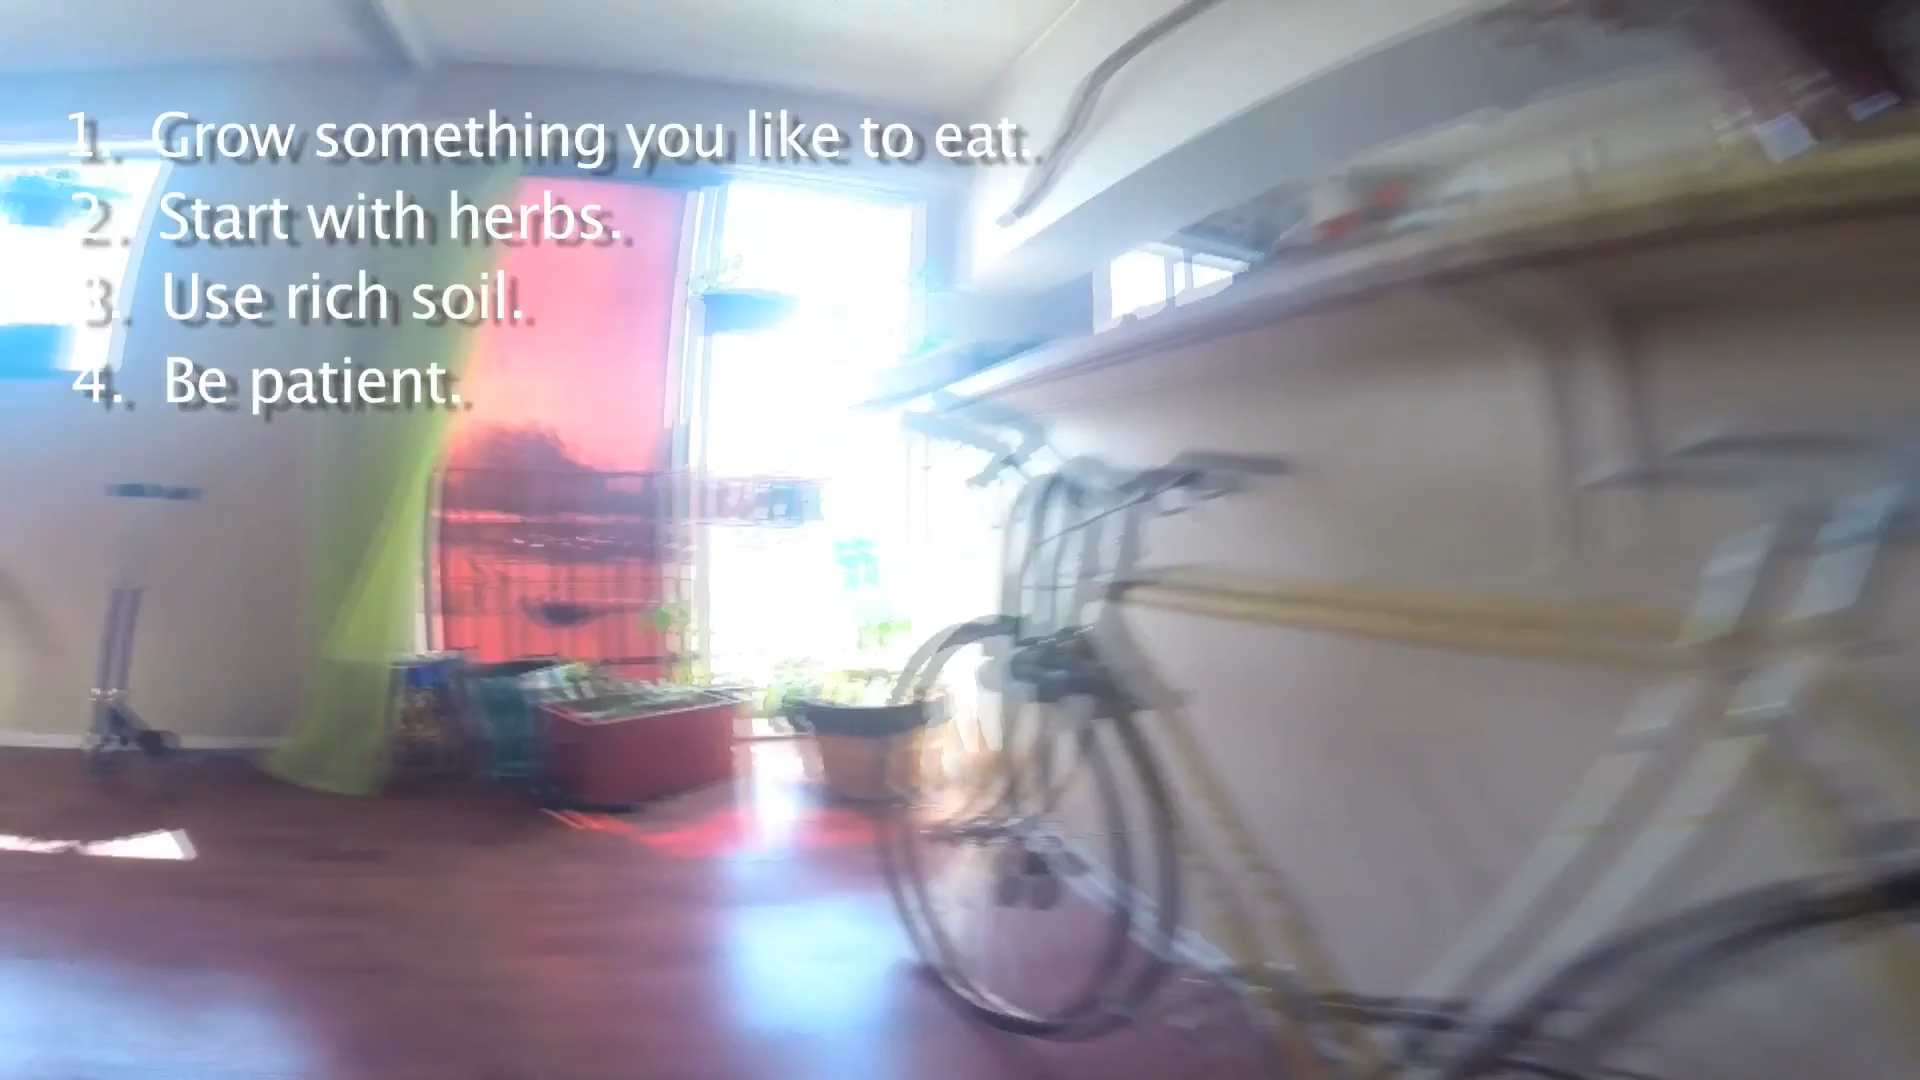 1. Grow something you like to eat.
2. Start with herbs.
3. Use rich soil.
4. Be patient.